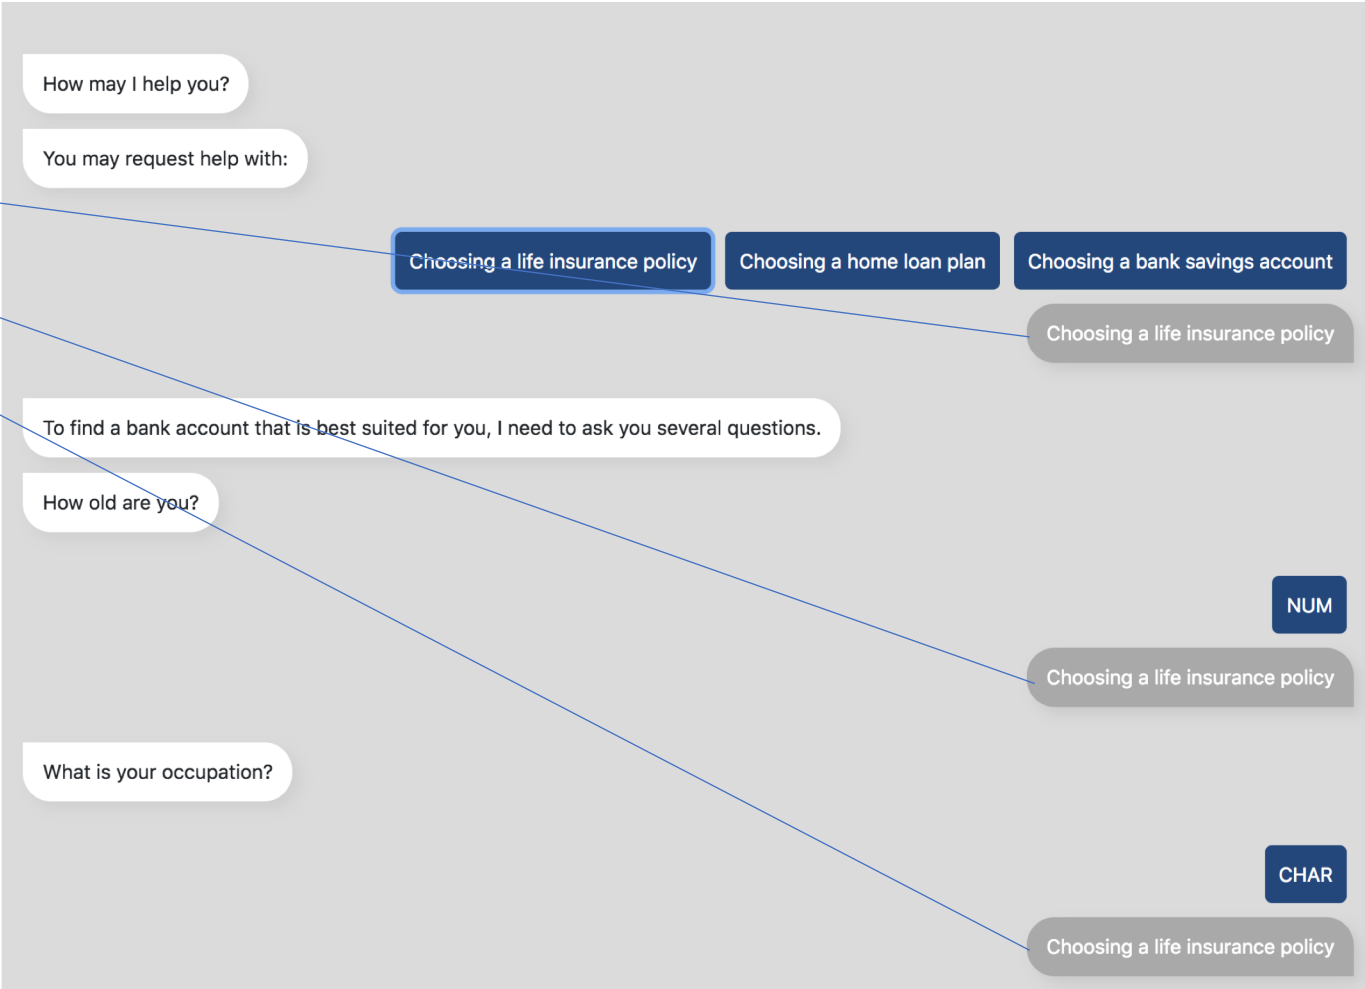 How may I help you?
You may request help with:
Choosing a life insurance policy
Choosing a home loan plan
Choosing a bank savings account
Choosing a life insurance policy
To find a bank account that is best suited for you, I need to ask you several questions.
How old are you?
NUM
Choosing a life insurance policy
What is your occupation?
CHAR
Choosing a life insurance policy